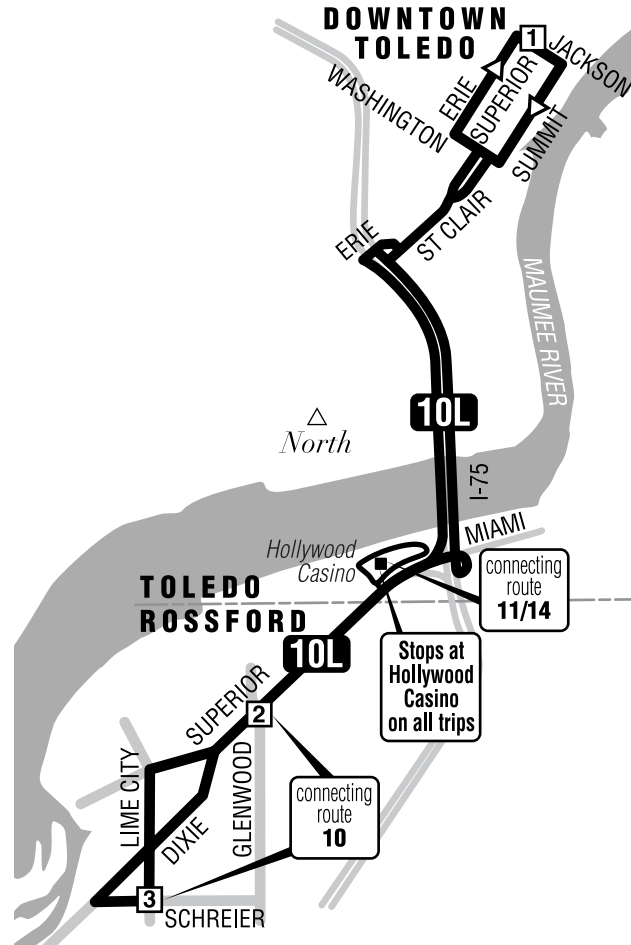 DOWNTOWN
TOLEDO
1
JACKSON
WASHINGTON
ERIE
SUPERIOR
SUMMIT
ERIE
ST CLAIR
MAUMEE RIVER
10L
North
I-75
MIAMI
Hollywood
Casino
connecting
route
11/14
TOLEDO
ROSSFORD
10L
Stops at
Hollywood
Casino
on all trips
SUPERIOR
2
LIME CITY
DIXIE
GLENWOOD
connecting
route
10
3
SCHREIER